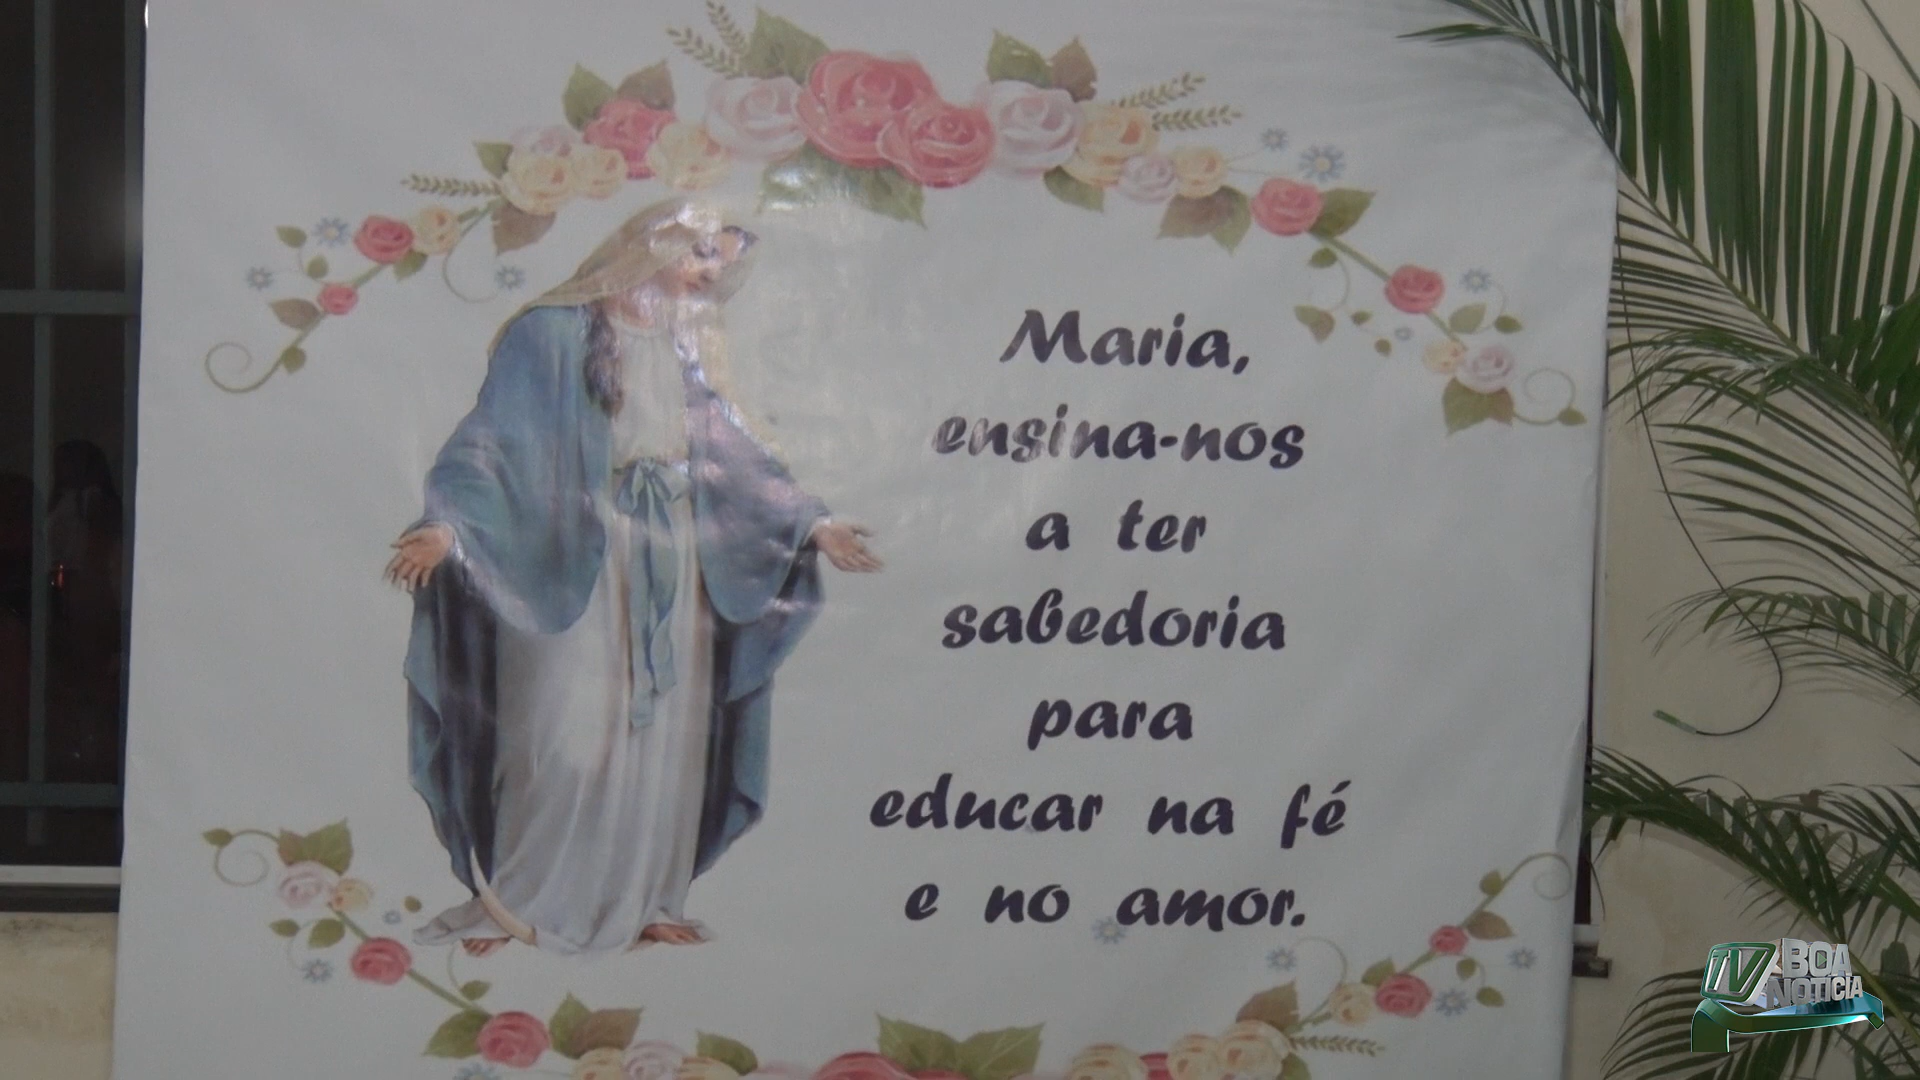 Maria,
ensina-nos
a ter
sabedoria
para
educar na fé
e no amor.
TV BOA
NOTÍCIA